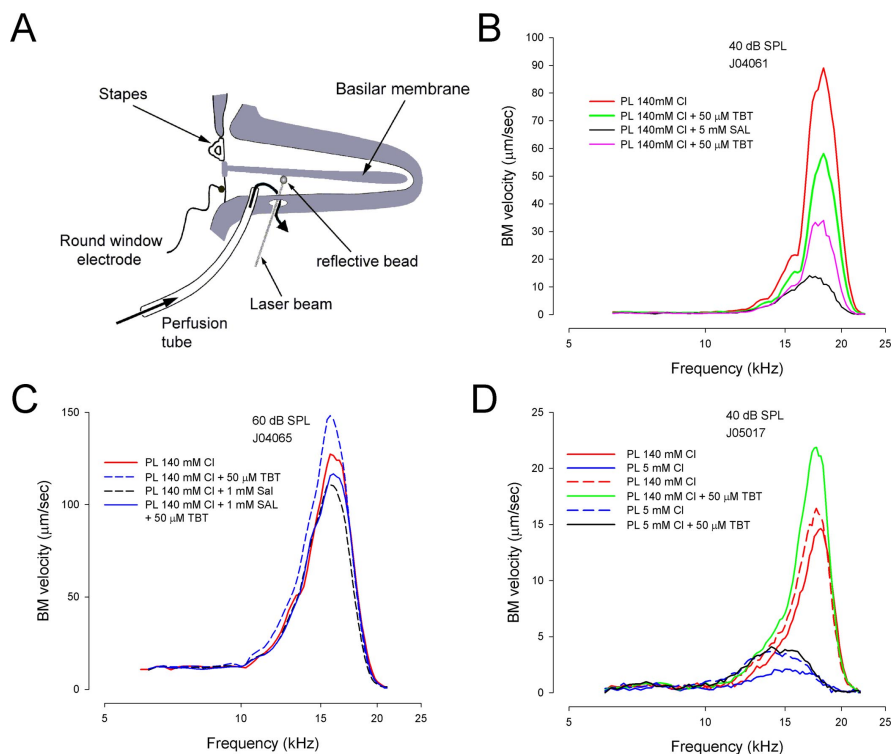 A
Stapes
Basilar membrane
Round window
electrode
reflective bead
Laser beam
Perfusion
tube
B
40 dB SPL
J04061
PL 140mM Cl
PL 140mM Cl + 50 μM TBT
PL 140mM Cl + 5 mM SAL
PL 140mM Cl + 50 μM TBT
BM velocity (μm/sec)
100
90
80
70
60
50
40
30
20
10
0
5 10 15 20 25
Frequency (kHz)
C
60 dB SPL
J04065
PL 140 mM Cl
PL 140 mM Cl + 50 μM TBT
PL 140 mM Cl + 1 mM Sal
PL 140 mM Cl + 1 mM SAL
+ 50 μM TBT
BM velocity (μm/sec)
150
100
50
0
5 10 15 20 25
Frequency (kHz)
D
40 dB SPL
J05017
PL 140 mM Cl
PL 5 mM Cl
PL 140 mM Cl
PL 140 mM Cl + 50 μM TBT
PL 5 mM Cl
PL 5 mM Cl + 50 μM TBT
BM velocity (μm/sec)
25
20
15
10
5
0
5 10 15 20 25
Frequency (kHz)